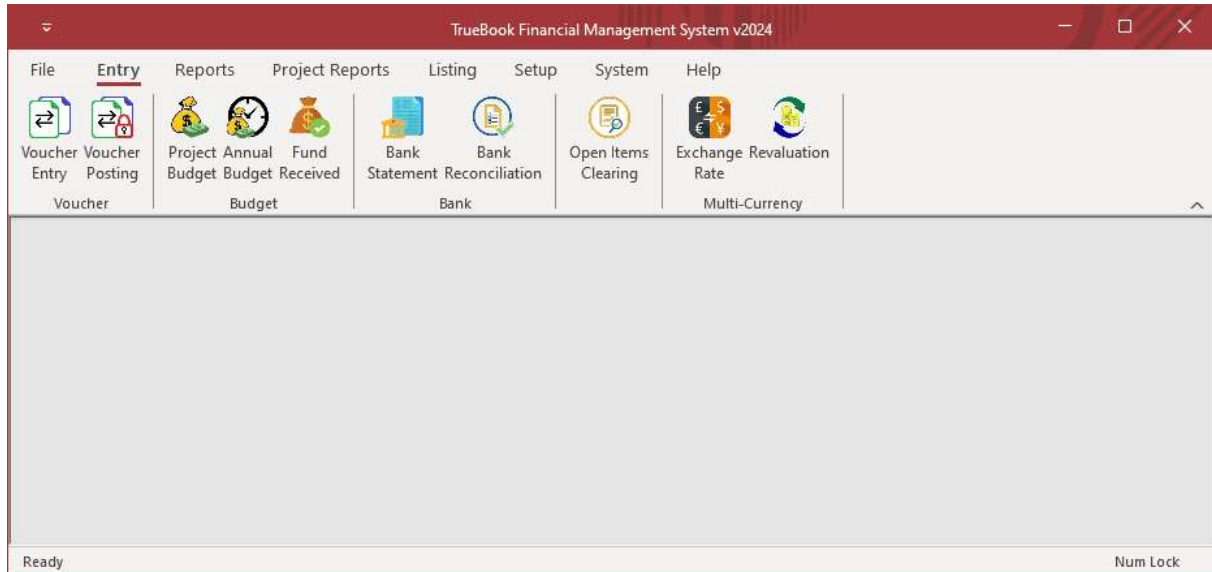 TrueBook Financial Management System v2024
File Entry Reports Project Reports Listing Setup System Help
Voucher Voucher Project Annual Fund Bank Bank Open Items Exchange Revaluation
Entry Posting Budget Budget Received Statement Reconciliation Clearing Rate
Voucher Budget Bank Multi-Currency
Ready Num Lock